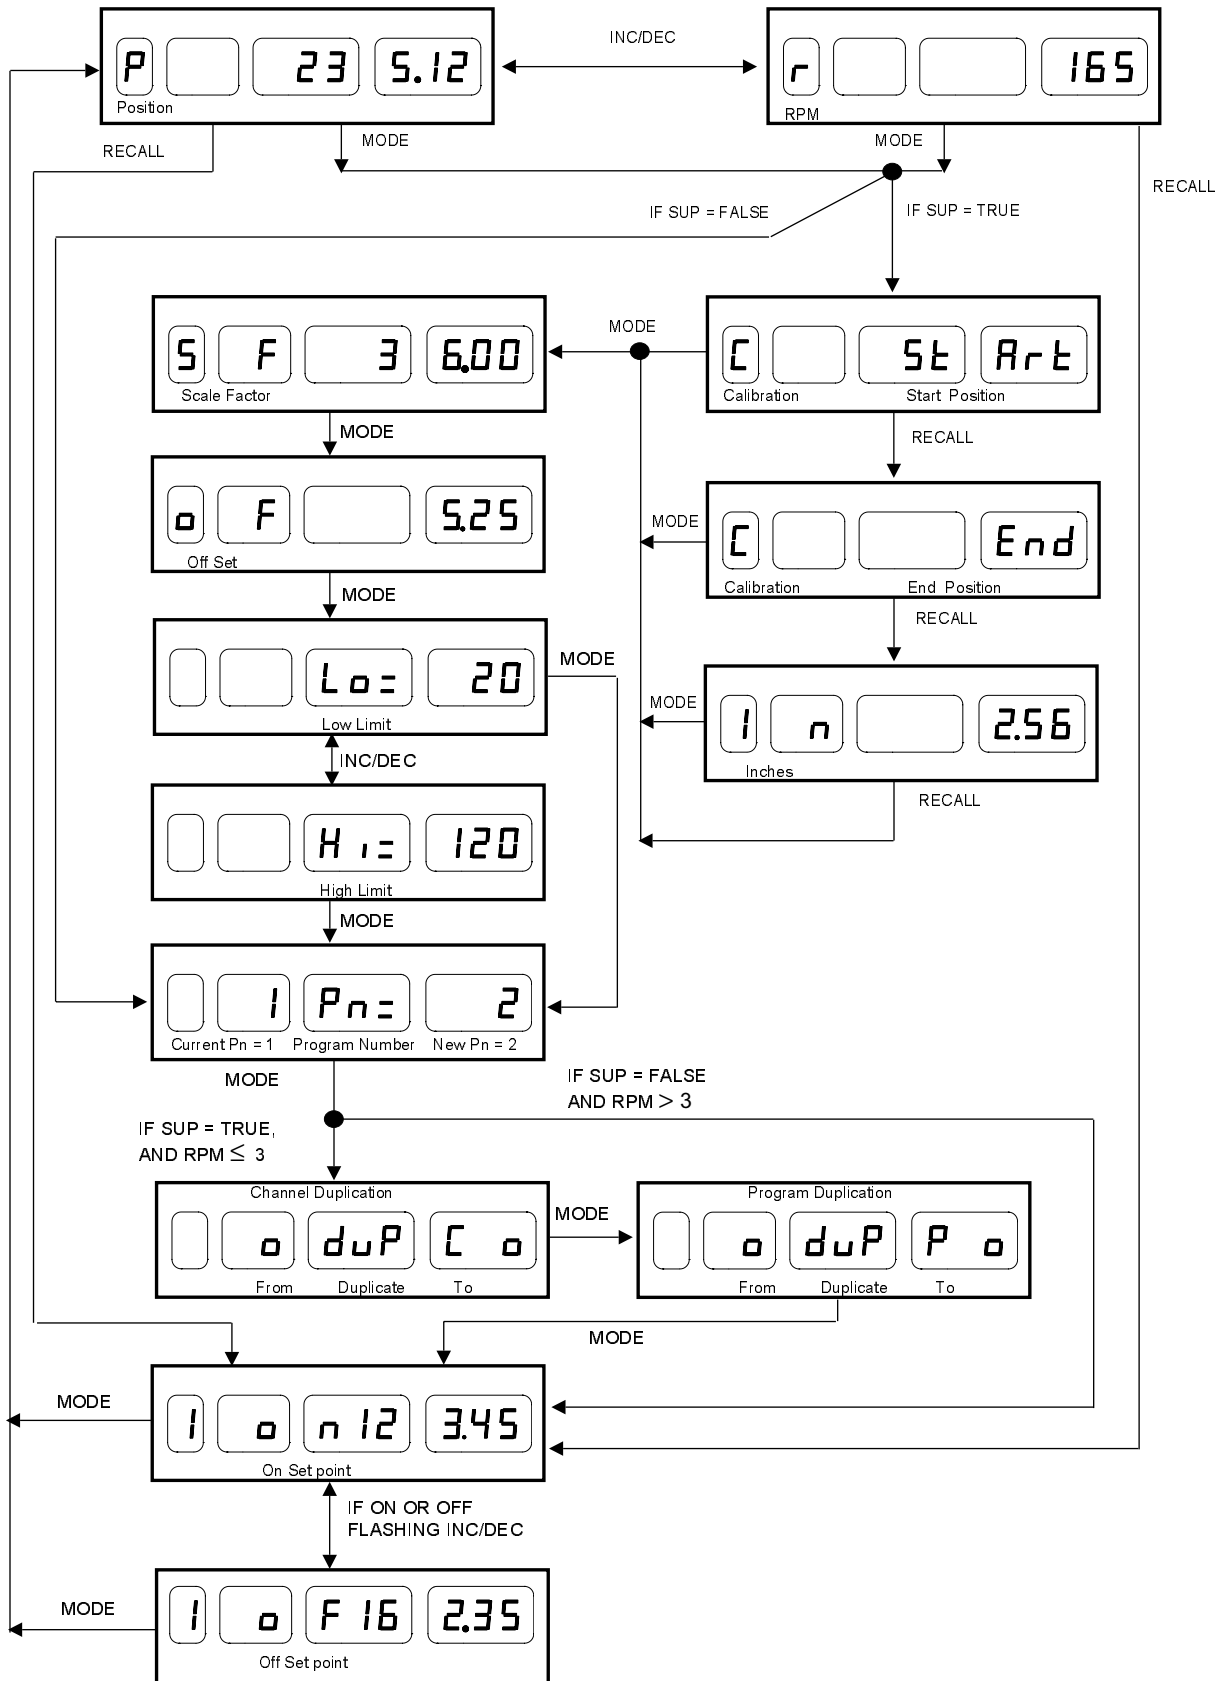 P 23 5.12
Position
INC/DEC
r 165
RPM
RECALL
MODE
MODE
RECALL
IF SUP = FALSE
IF SUP = TRUE
S F 3 6.00
Scale Factor
MODE
C St Art
Calibration Start Position
MODE
RECALL
o F 5.25
Off Set
MODE
C End
Calibration End Position
MODE
RECALL
Lo= 20
Low Limit
MODE
MODE
I n 2.56
Inches
INC/DEC
RECALL
Hi= 120
High Limit
MODE
1 Pn= 2
Current Pn = 1 Program Number New Pn = 2
MODE
IF SUP = FALSE
AND RPM > 3
IF SUP = TRUE,
AND RPM ≤ 3
Channel Duplication
o duP C o
From Duplicate To
MODE
Program Duplication
o duP P o
From Duplicate To
MODE
MODE
1 o n12 3.45
On Set point
IF ON OR OFF
FLASHING INC/DEC
MODE
1 o F16 2.35
Off Set point